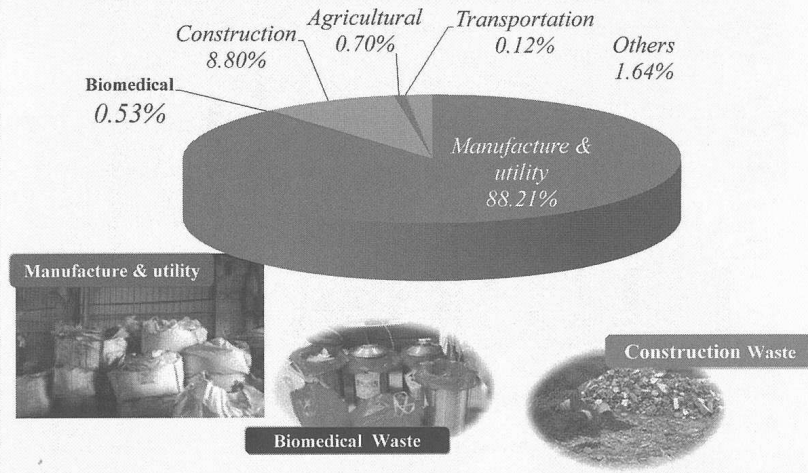 Agricultural
0.70%
Transportation
0.12%
Construction
8.80%
Others
1.64%
Biomedical
0.53%
Manufacture &
utility
88.21%
Manufacture & utility
Construction Waste
Biomedical Waste